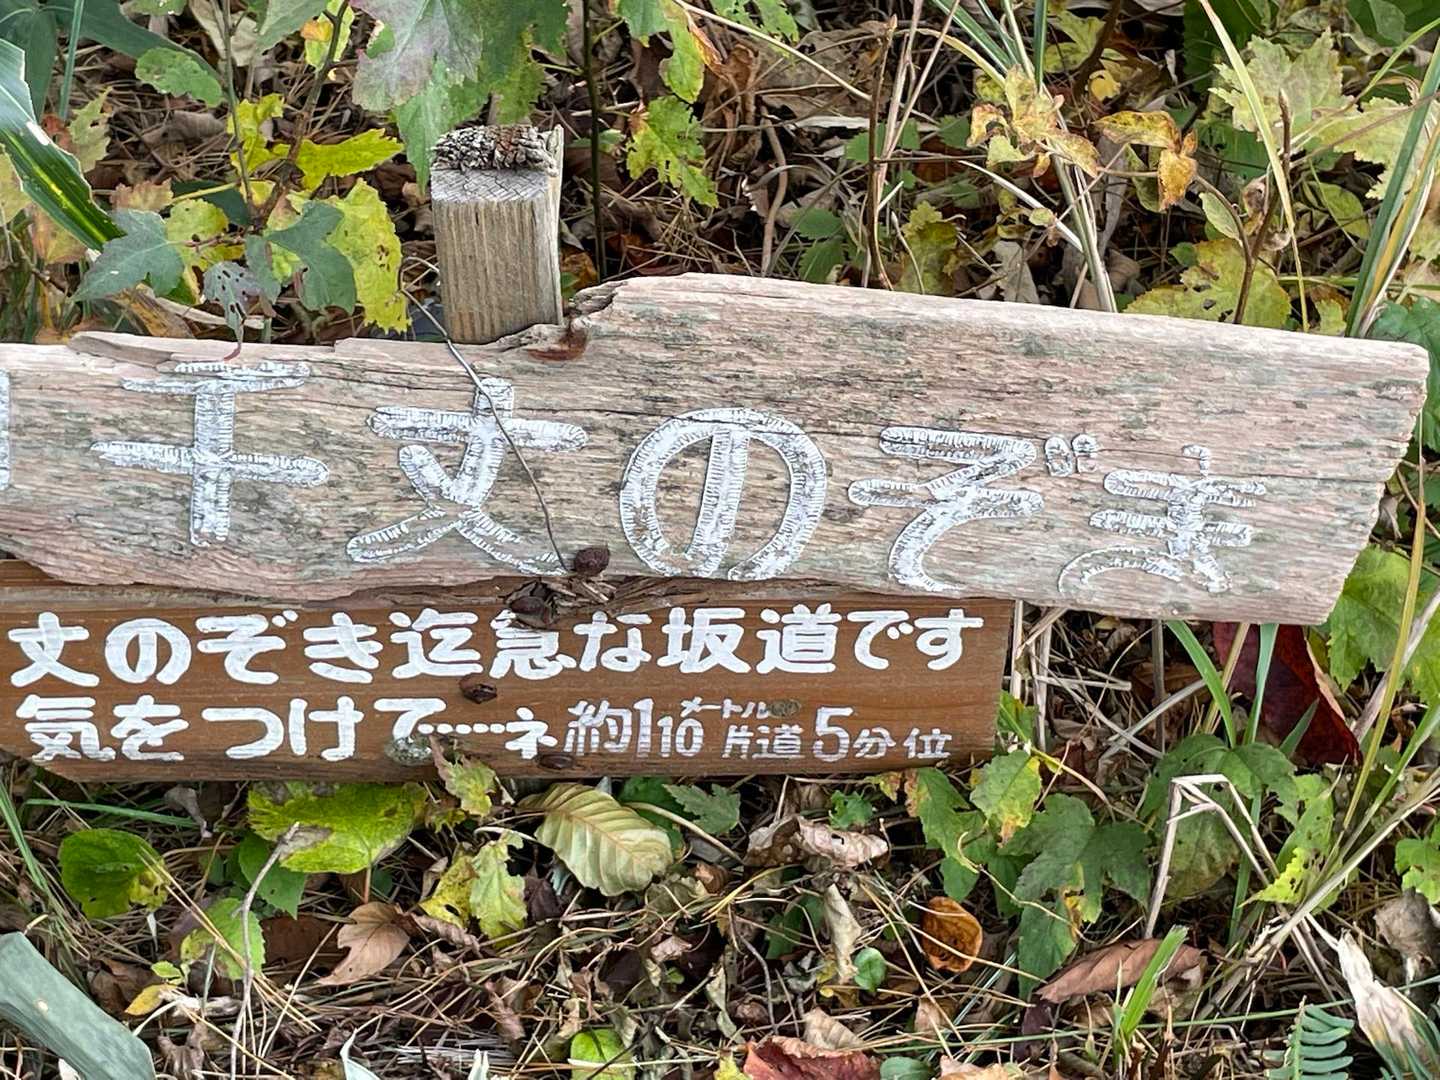 千丈のぞき
丈のぞき迄急な坂道です
気をつけて……ネ 約110メートル 片道5分位